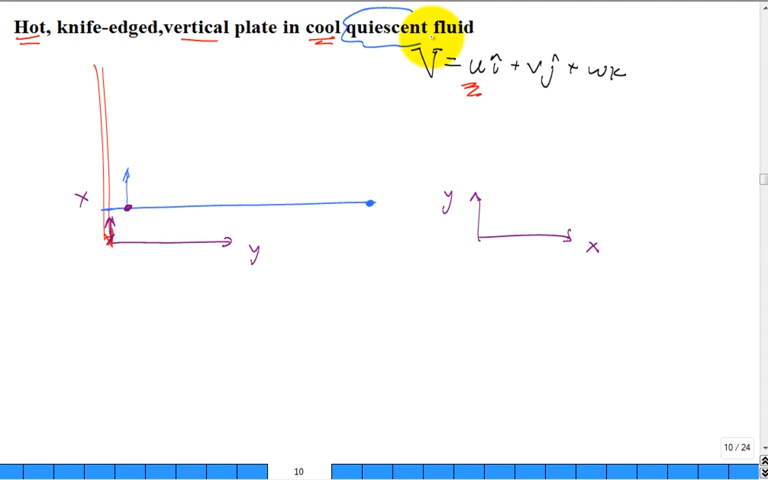 Hot, knife-edged,vertical plate in cool quiescent fluid
V = uî + vĵ + wk
x
y
y
x
10 / 24
10